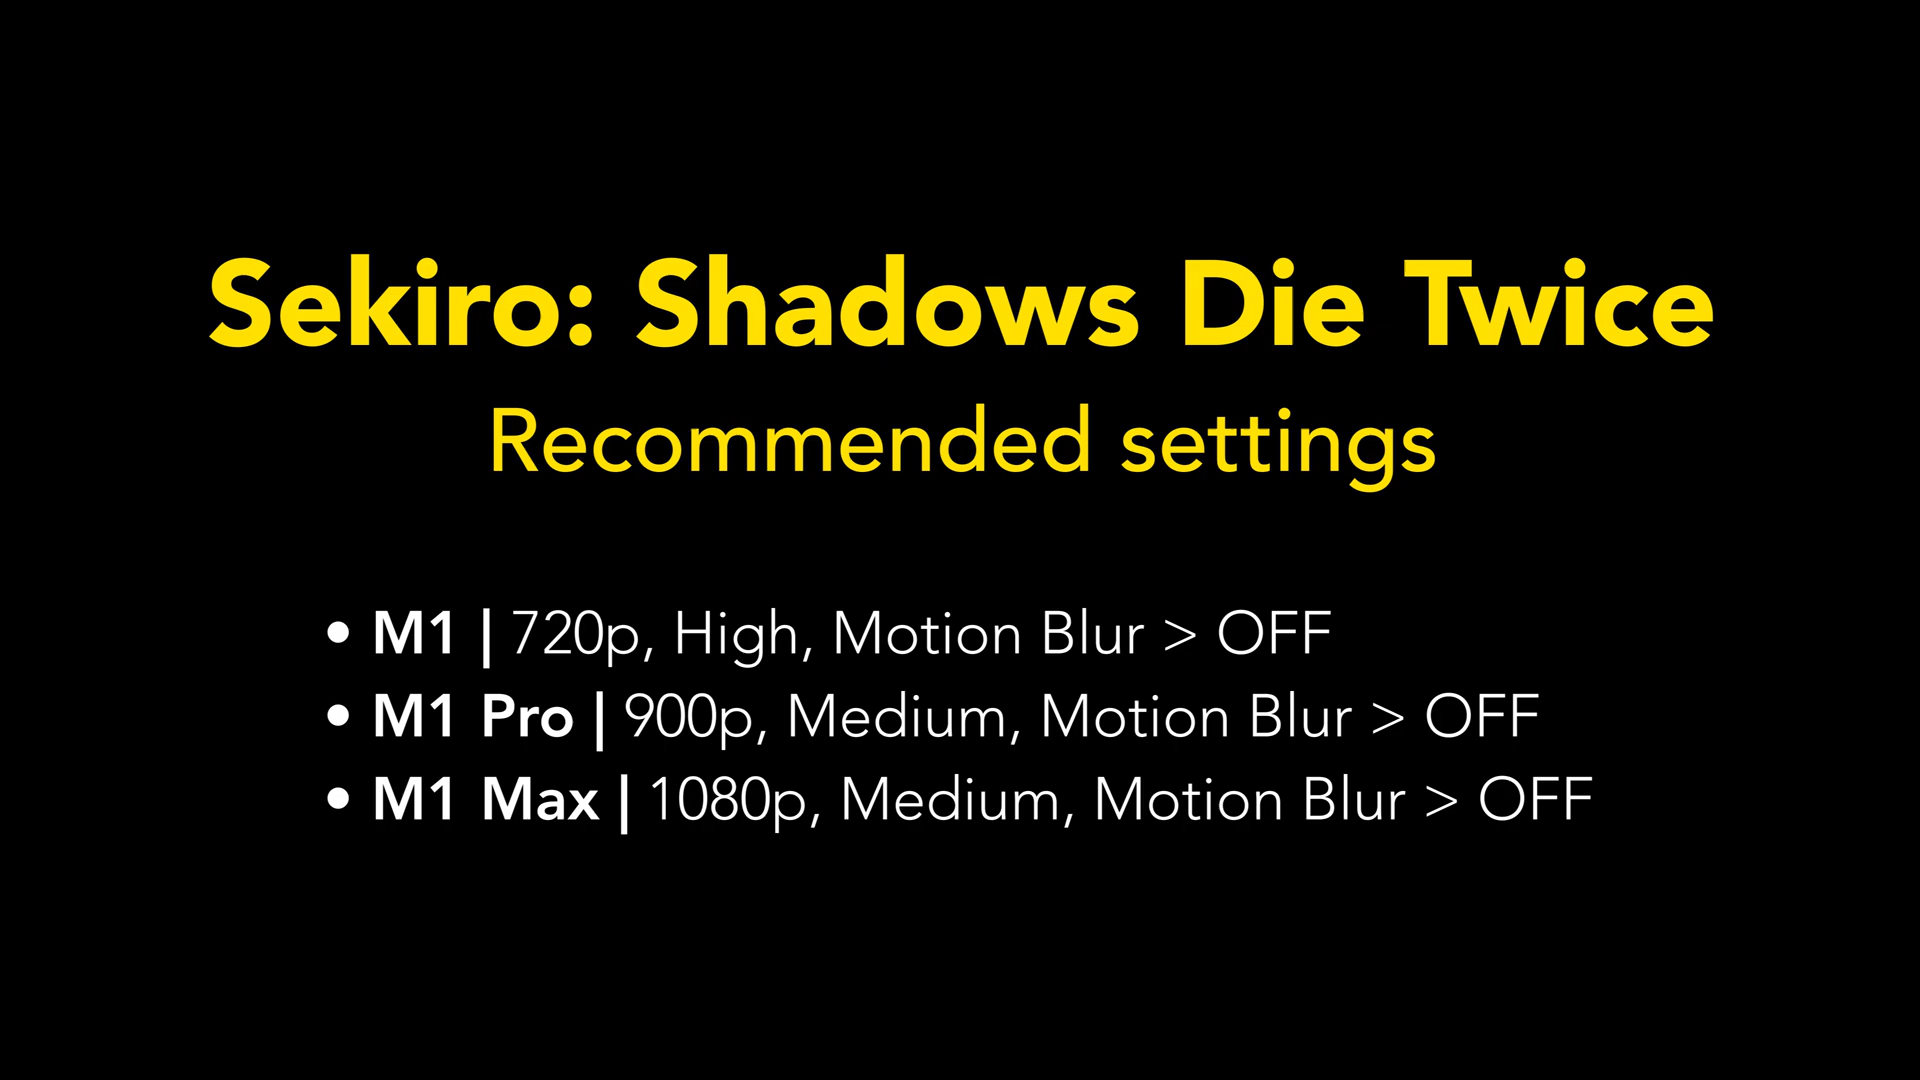 Sekiro: Shadows Die Twice
Recommended settings
• M1 | 720p, High, Motion Blur > OFF
• M1 Pro | 900p, Medium, Motion Blur > OFF
• M1 Max | 1080p, Medium, Motion Blur > OFF